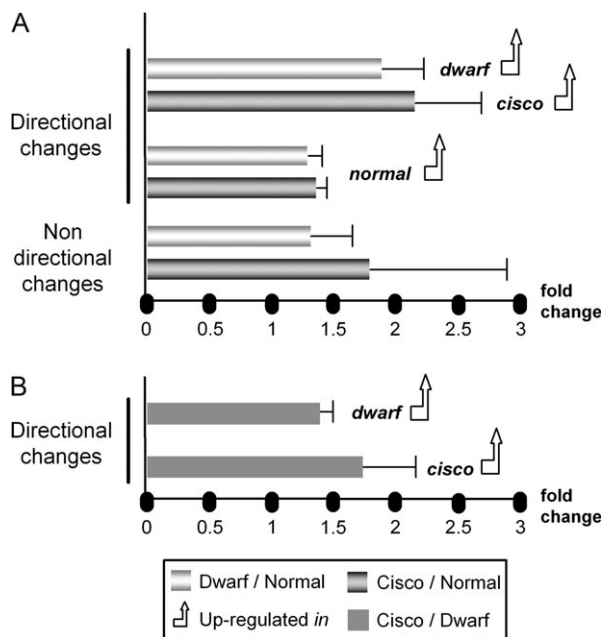 A
dwarf
cisco
Directional
changes
normal
Non
directional
changes
fold
change
0 0.5 1 1.5 2 2.5 3
B
dwarf
Directional
changes
cisco
fold
change
0 0.5 1 1.5 2 2.5 3
Dwarf / Normal Cisco / Normal
Up-regulated in Cisco / Dwarf